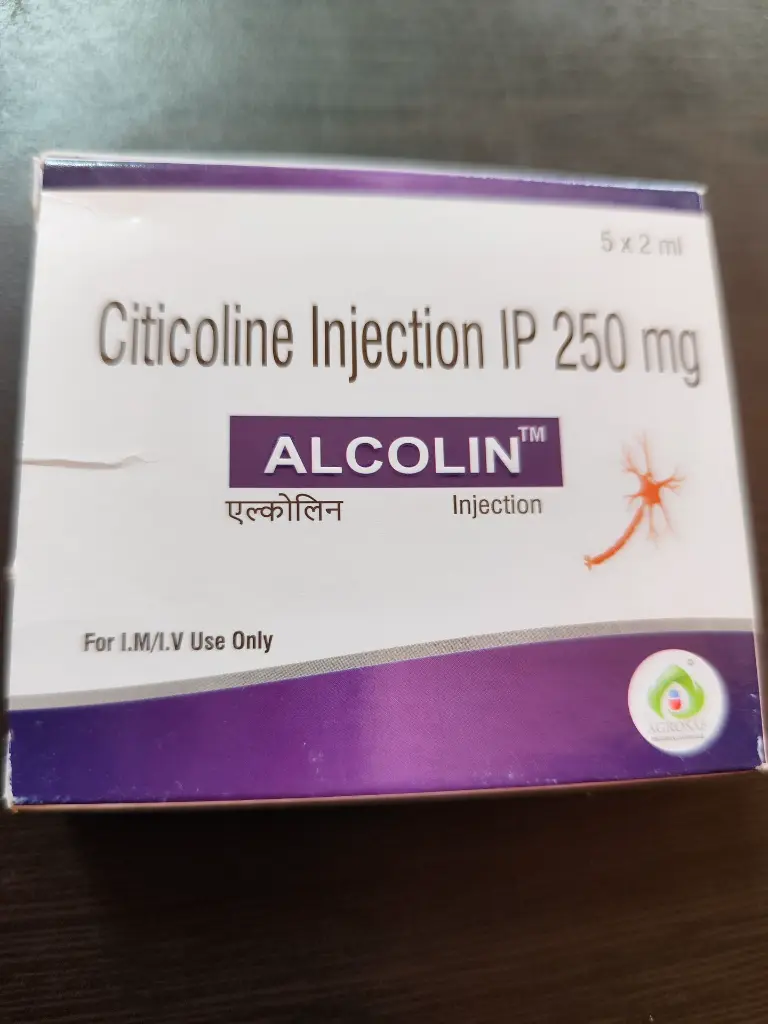 5 x 2 ml
Citicoline Injection IP 250 mg
ALCOLIN™
एल्कोलिन Injection
For I.M/I.V Use Only